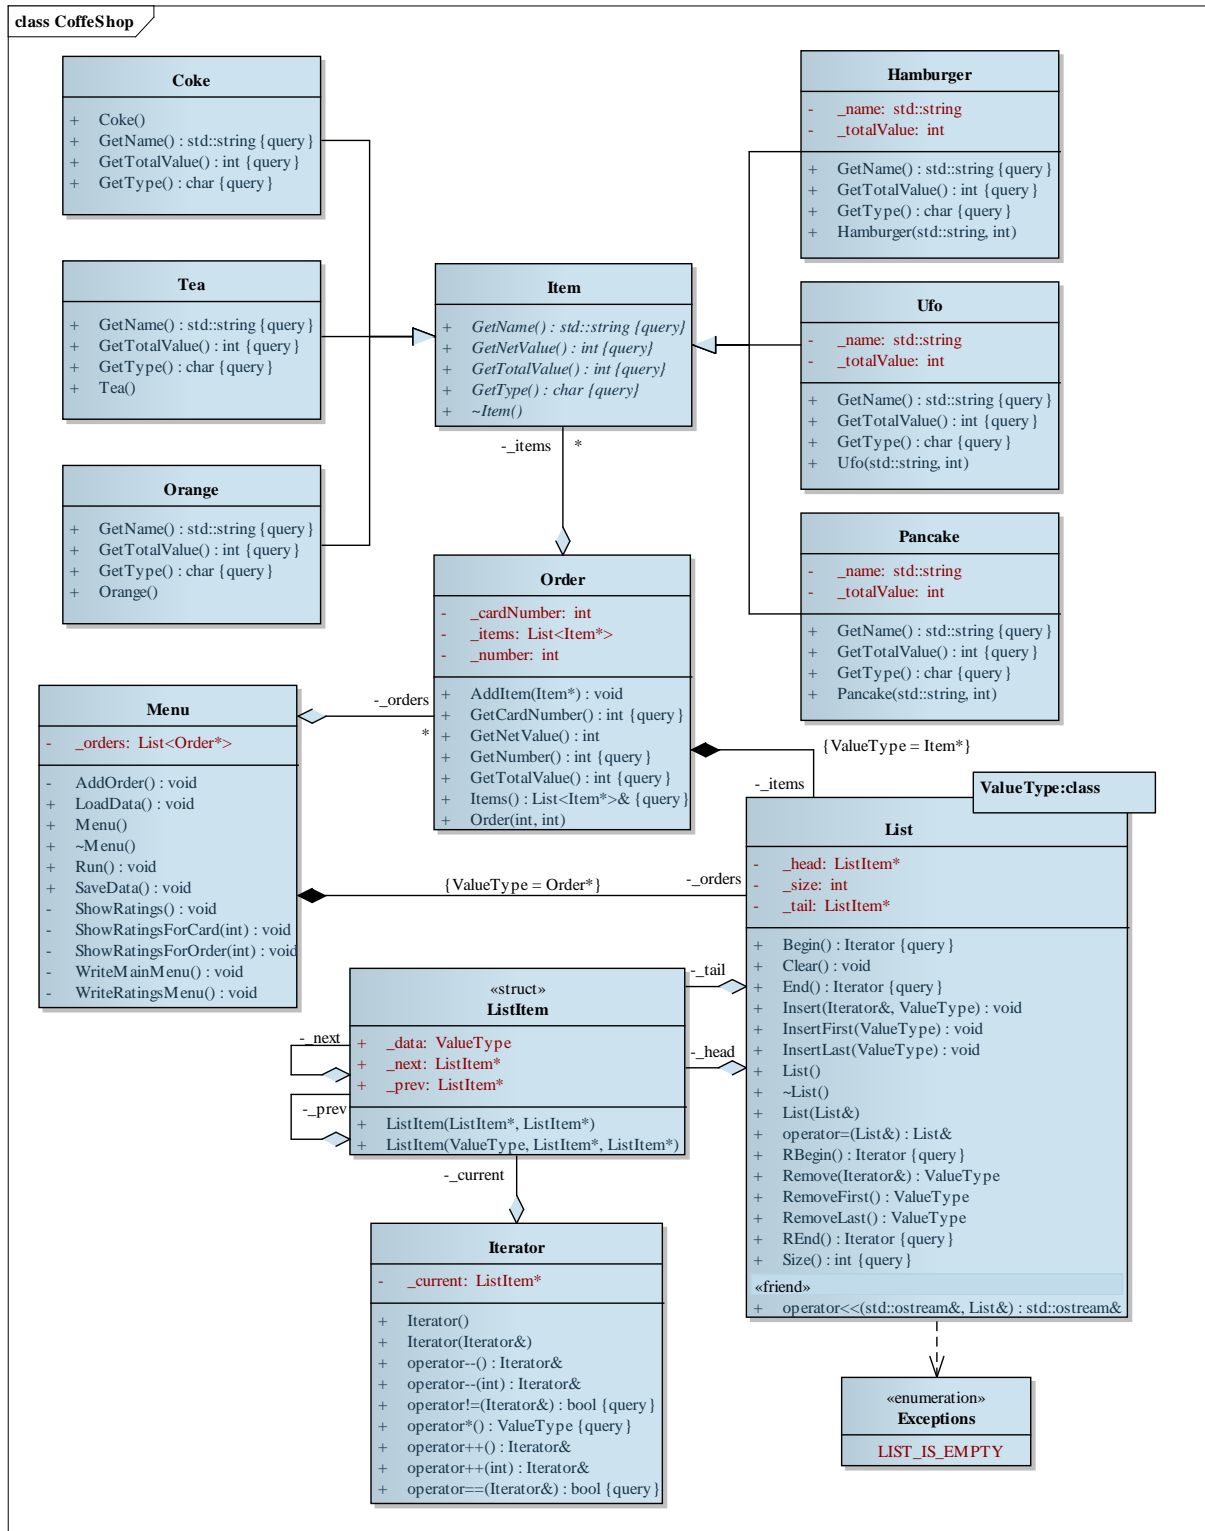 class CoffeShop
Coke
+ Coke()
+ GetName() : std::string {query}
+ GetTotalValue() : int {query}
+ GetType() : char {query}
Tea
+ GetName() : std::string {query}
+ GetTotalValue() : int {query}
+ GetType() : char {query}
+ Tea()
Orange
+ GetName() : std::string {query}
+ GetTotalValue() : int {query}
+ GetType() : char {query}
+ Orange()
Item
+ GetName() : std::string {query}
+ GetNetValue() : int {query}
+ GetTotalValue() : int {query}
+ GetType() : char {query}
+ ~Item()
Hamburger
- _name: std::string
- _totalValue: int
+ GetName() : std::string {query}
+ GetTotalValue() : int {query}
+ GetType() : char {query}
+ Hamburger(std::string, int)
Ufo
- _name: std::string
- _totalValue: int
+ GetName() : std::string {query}
+ GetTotalValue() : int {query}
+ GetType() : char {query}
+ Ufo(std::string, int)
Pancake
- _name: std::string
- _totalValue: int
+ GetName() : std::string {query}
+ GetTotalValue() : int {query}
+ GetType() : char {query}
+ Pancake(std::string, int)
-_items *
Order
- _cardNumber: int
- _items: List<Item*>
- _number: int
+ AddItem(Item*) : void
+ GetCardNumber() : int {query}
+ GetNetValue() : int
+ GetNumber() : int {query}
+ GetTotalValue() : int {query}
+ Items() : List<Item*>& {query}
+ Order(int, int)
Menu
- _orders: List<Order*>
- AddOrder() : void
+ LoadData() : void
+ Menu()
+ ~Menu()
+ Run() : void
+ SaveData() : void
- ShowRatings() : void
- ShowRatingsForCard(int) : void
- ShowRatingsForOrder(int) : void
- WriteMainMenu() : void
- WriteRatingsMenu() : void
-_orders
*
{ValueType = Item*}
-_items
{ValueType = Order*}
-_orders
ValueType:class
List
- _head: ListItem*
- _size: int
- _tail: ListItem*
+ Begin() : Iterator {query}
+ Clear() : void
+ End() : Iterator {query}
+ Insert(Iterator&, ValueType) : void
+ InsertFirst(ValueType) : void
+ InsertLast(ValueType) : void
+ List()
+ ~List()
+ List(List&)
+ operator=(List&) : List&
+ RBegin() : Iterator {query}
+ Remove(Iterator&) : ValueType
+ RemoveFirst() : ValueType
+ RemoveLast() : ValueType
+ REnd() : Iterator {query}
+ Size() : int {query}
«friend»
+ operator<<(std::ostream&, List&) : std::ostream&
-_tail
-_head
«struct»
ListItem
+ _data: ValueType
+ _next: ListItem*
+ _prev: ListItem*
+ ListItem(ListItem*, ListItem*)
+ ListItem(ValueType, ListItem*, ListItem*)
-_next
-_prev
-_current
Iterator
- _current: ListItem*
+ Iterator()
+ Iterator(Iterator&)
+ operator--() : Iterator&
+ operator--(int) : Iterator&
+ operator!=(Iterator&) : bool {query}
+ operator*() : ValueType {query}
+ operator++() : Iterator&
+ operator++(int) : Iterator&
+ operator==(Iterator&) : bool {query}
«enumeration»
Exceptions
LIST_IS_EMPTY